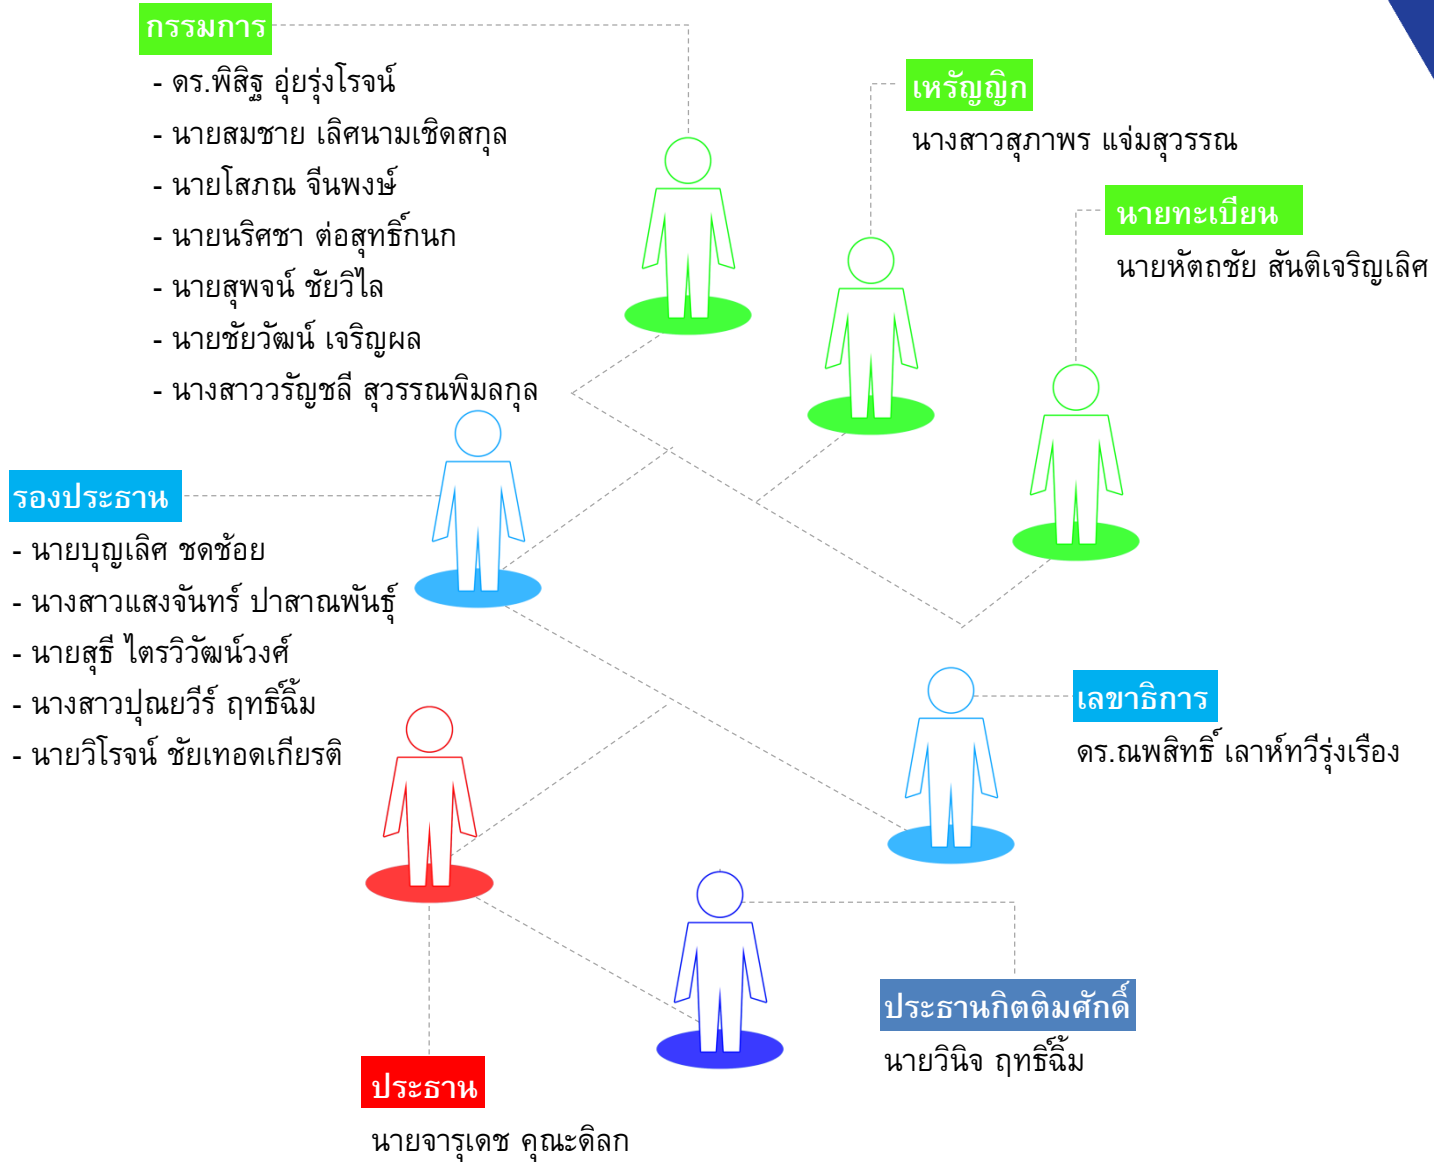 กรรมการ
- ดร.พิสิฐ อุ่ยรุ่งโรจน์
- นายสมชาย เลิศนามเชิดสกุล
- นายโสภณ จีนพงษ์
- นายนริศชา ต่อสุทธิ์กนก
- นายสุพจน์ ชัยวิไล
- นายชัยวัฒน์ เจริญผล
- นางสาววรัญชลี สุวรรณพิมลกุล
เหรัญญิก
นางสาวสุภาพร แจ่มสุวรรณ
นายทะเบียน
นายหัตถชัย สันติเจริญเลิศ
รองประธาน
- นายบุญเลิศ ชดช้อย
- นางสาวแสงจันทร์ ปาสาณพันธุ์
- นายสุธี ไตรวิวัฒน์วงศ์
- นางสาวปุณยวีร์ ฤทธิ์ฉิ้ม
- นายวิโรจน์ ชัยเทอดเกียรติ
เลขาธิการ
ดร.ณพสิทธิ์ เลาห์ทวีรุ่งเรือง
ประธานกิตติมศักดิ์
นายวินิจ ฤทธิ์ฉิ้ม
ประธาน
นายจารุเดช คุณะดิลก